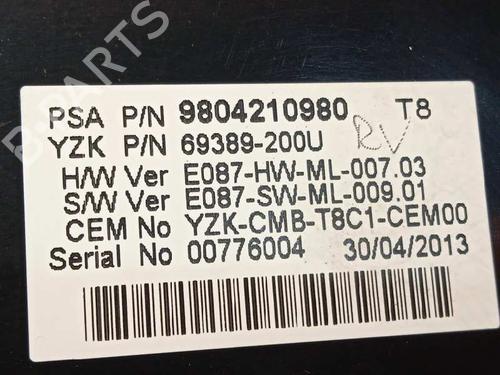 PSA P/N 9804210980 T8
YZK P/N 69389-200U RV
H/W Ver E087-HW-ML-007.03
S/W Ver E087-SW-ML-009.01
CEM No YZK-CMB-T8C1-CEM00
Serial No 00776004 30/04/2013
B-PARTS